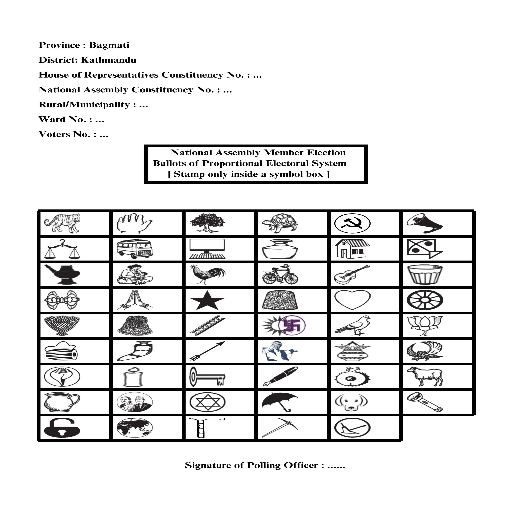 Province : Bagmati
District: Kathmandu
House of Representatives Constituency No. : ...
National Assembly Constituency No. : ...
Rural/Municipality : ...
Ward No. : ...
Voters No. : ...
National Assembly Member Election
Ballots of Proportional Electoral System
[ Stamp only inside a symbol box ]
Signature of Polling Officer : ......